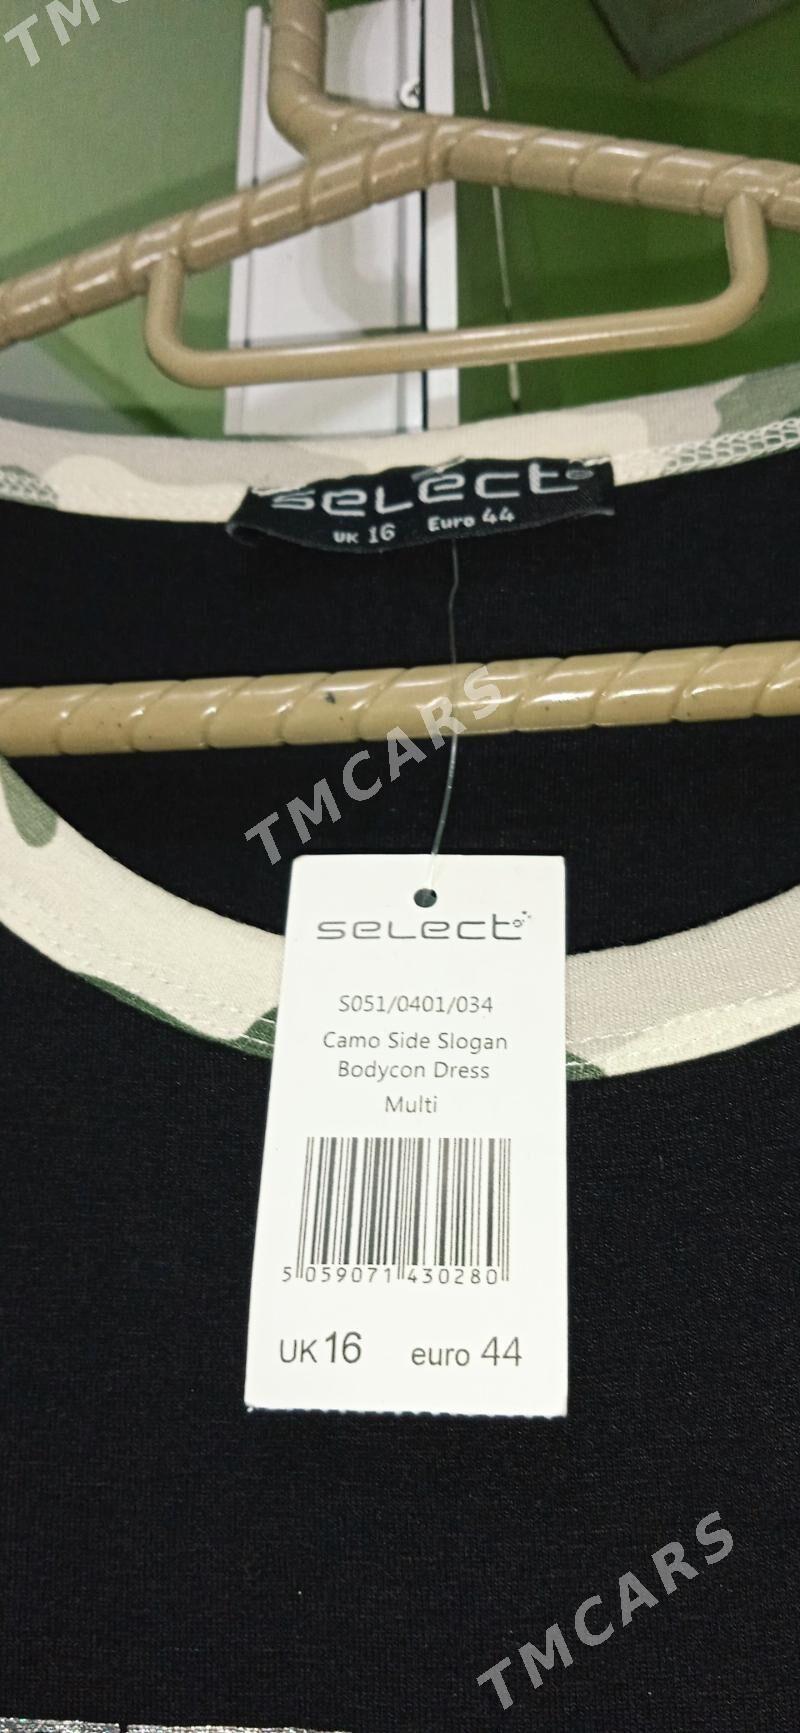 TMCARS
select
UK 16 Euro 44
TMCARS
select
S051/0401/034
Camo Side Slogan
Bodycon Dress
Multi
5 059071 430280
UK 16 euro 44
TMCARS